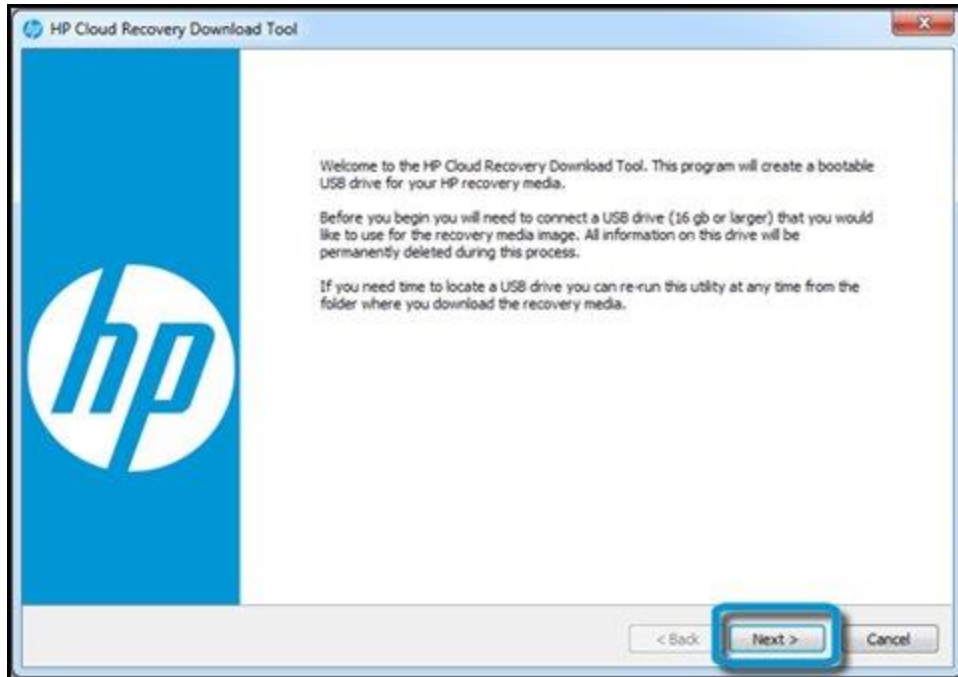 HP Cloud Recovery Download Tool
Welcome to the HP Cloud Recovery Download Tool. This program will create a bootable
USB drive for your HP recovery media.
Before you begin you will need to connect a USB drive (16 gb or larger) that you would
like to use for the recovery media image. All information on this drive will be
permanently deleted during this process.
If you need time to locate a USB drive you can re-run this utility at any time from the
folder where you download the recovery media.
hp
< Back
Next >
Cancel